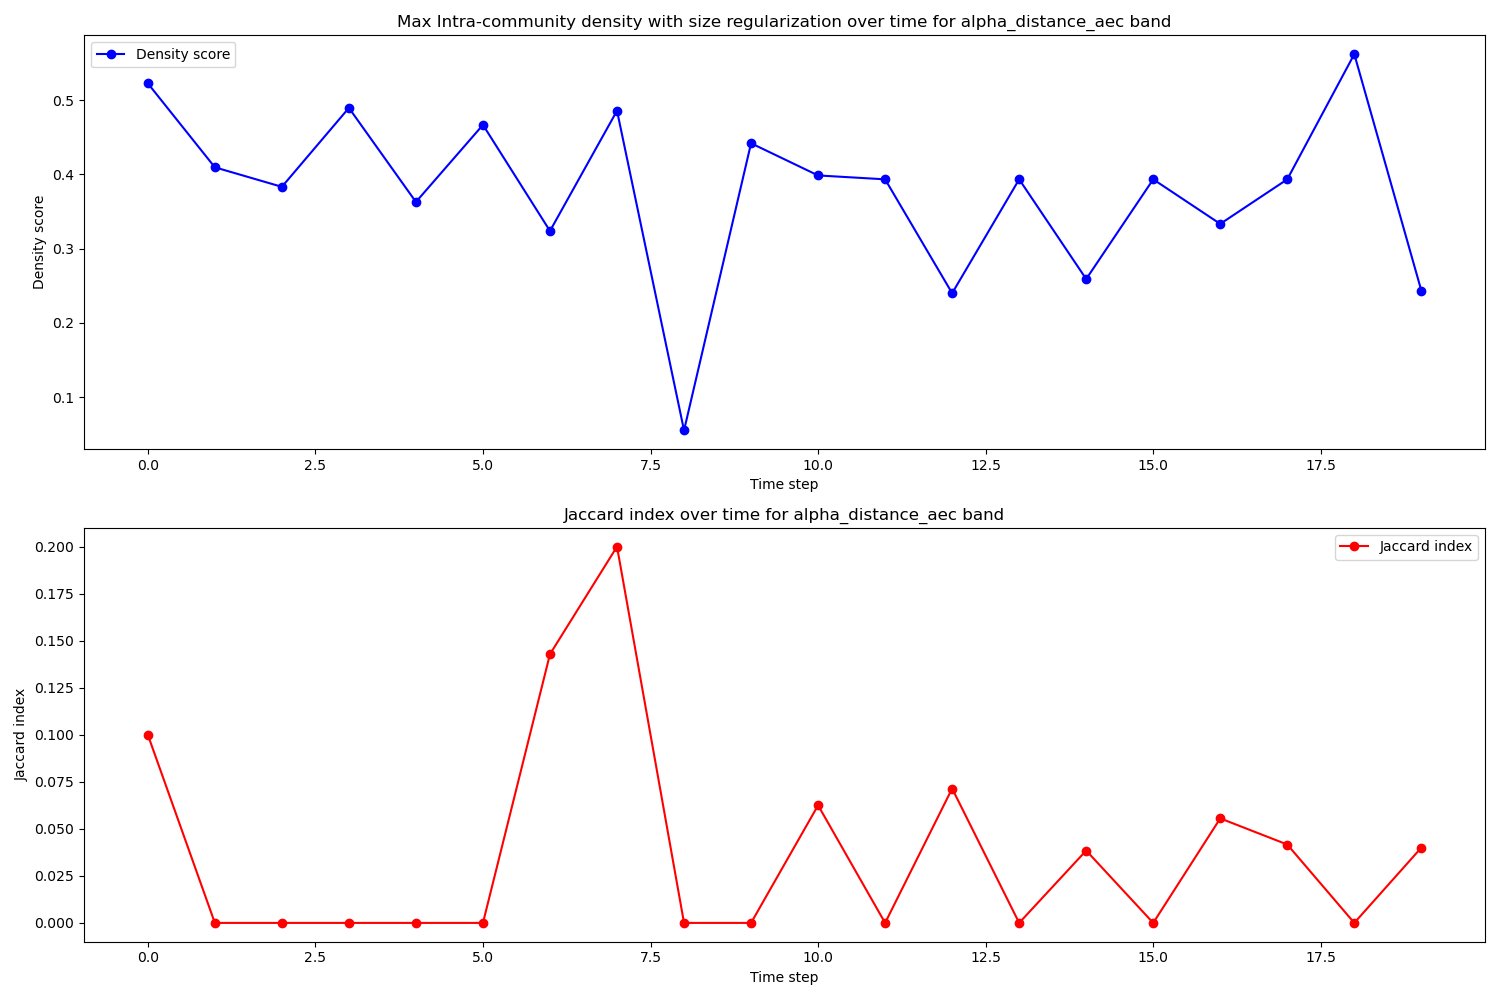 Max Intra-community density with size regularization over time for alpha_distance_aec band
Density score
0.5
0.4
0.3
0.2
0.1
Density score
0.0 2.5 5.0 7.5 10.0 12.5 15.0 17.5
Time step
Jaccard index over time for alpha_distance_aec band
Jaccard index
0.200
0.175
0.150
0.125
0.100
0.075
0.050
0.025
0.000
Jaccard index
0.0 2.5 5.0 7.5 10.0 12.5 15.0 17.5
Time step